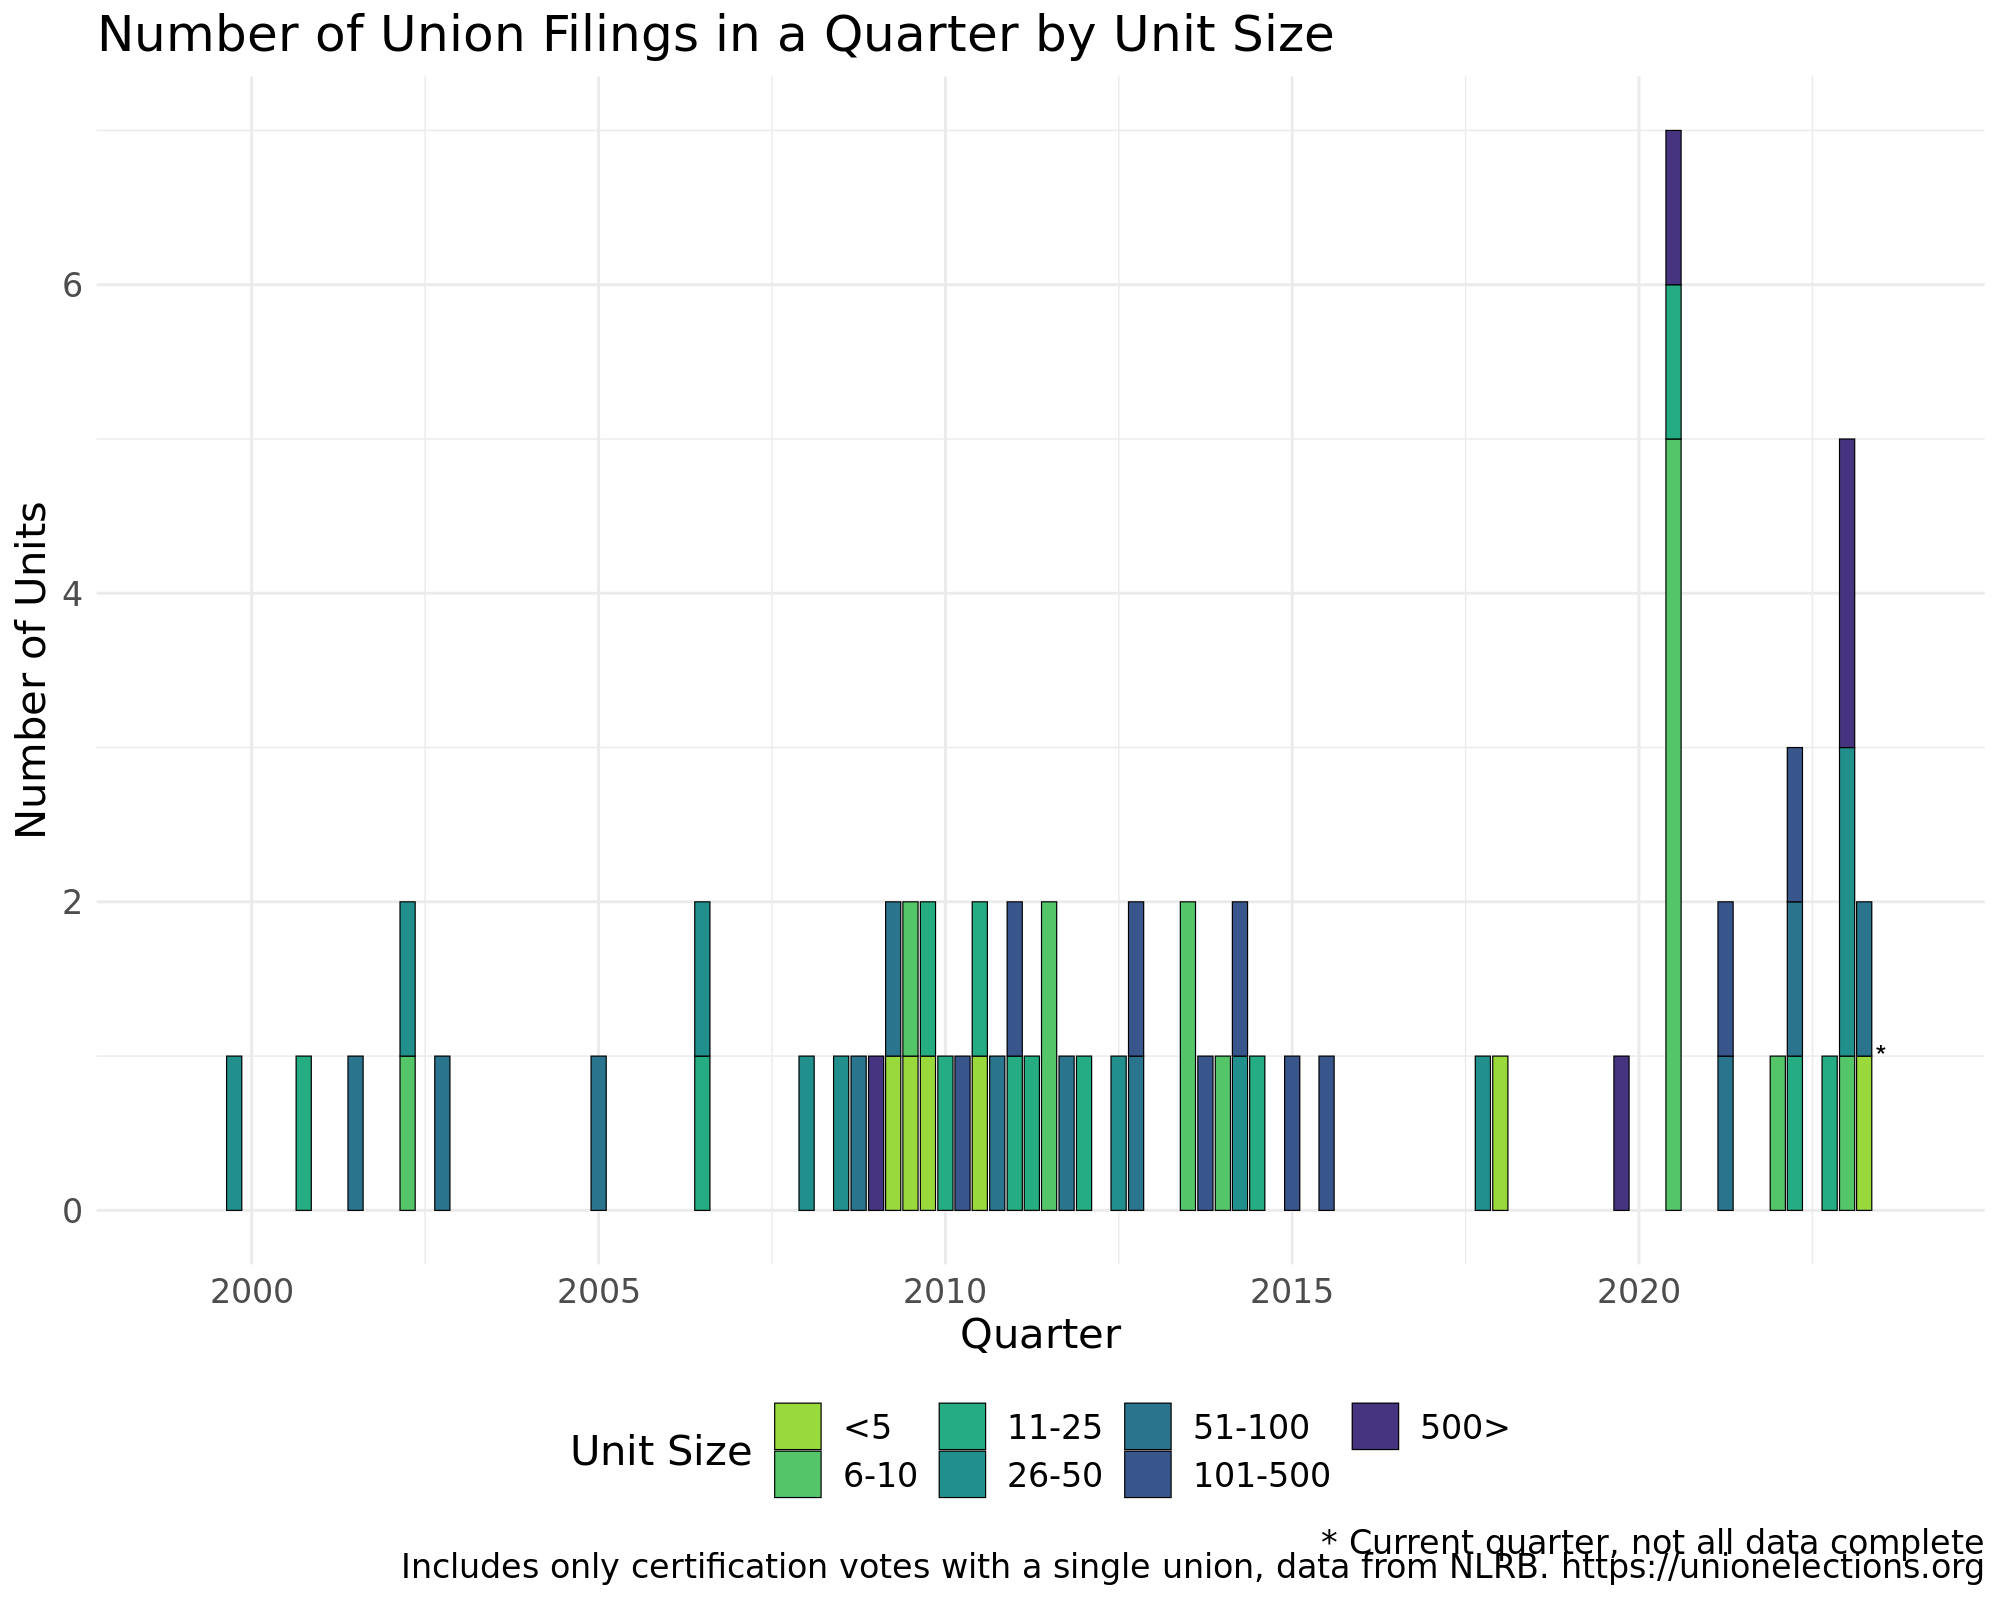 Number of Union Filings in a Quarter by Unit Size
Number of Units
6
4
2
0
*
2000 2005 2010 2015 2020
Quarter
Unit Size
<5 11-25 51-100 500>
6-10 26-50 101-500
* Current quarter, not all data complete
Includes only certification votes with a single union, data from NLRB. https://unionelections.org